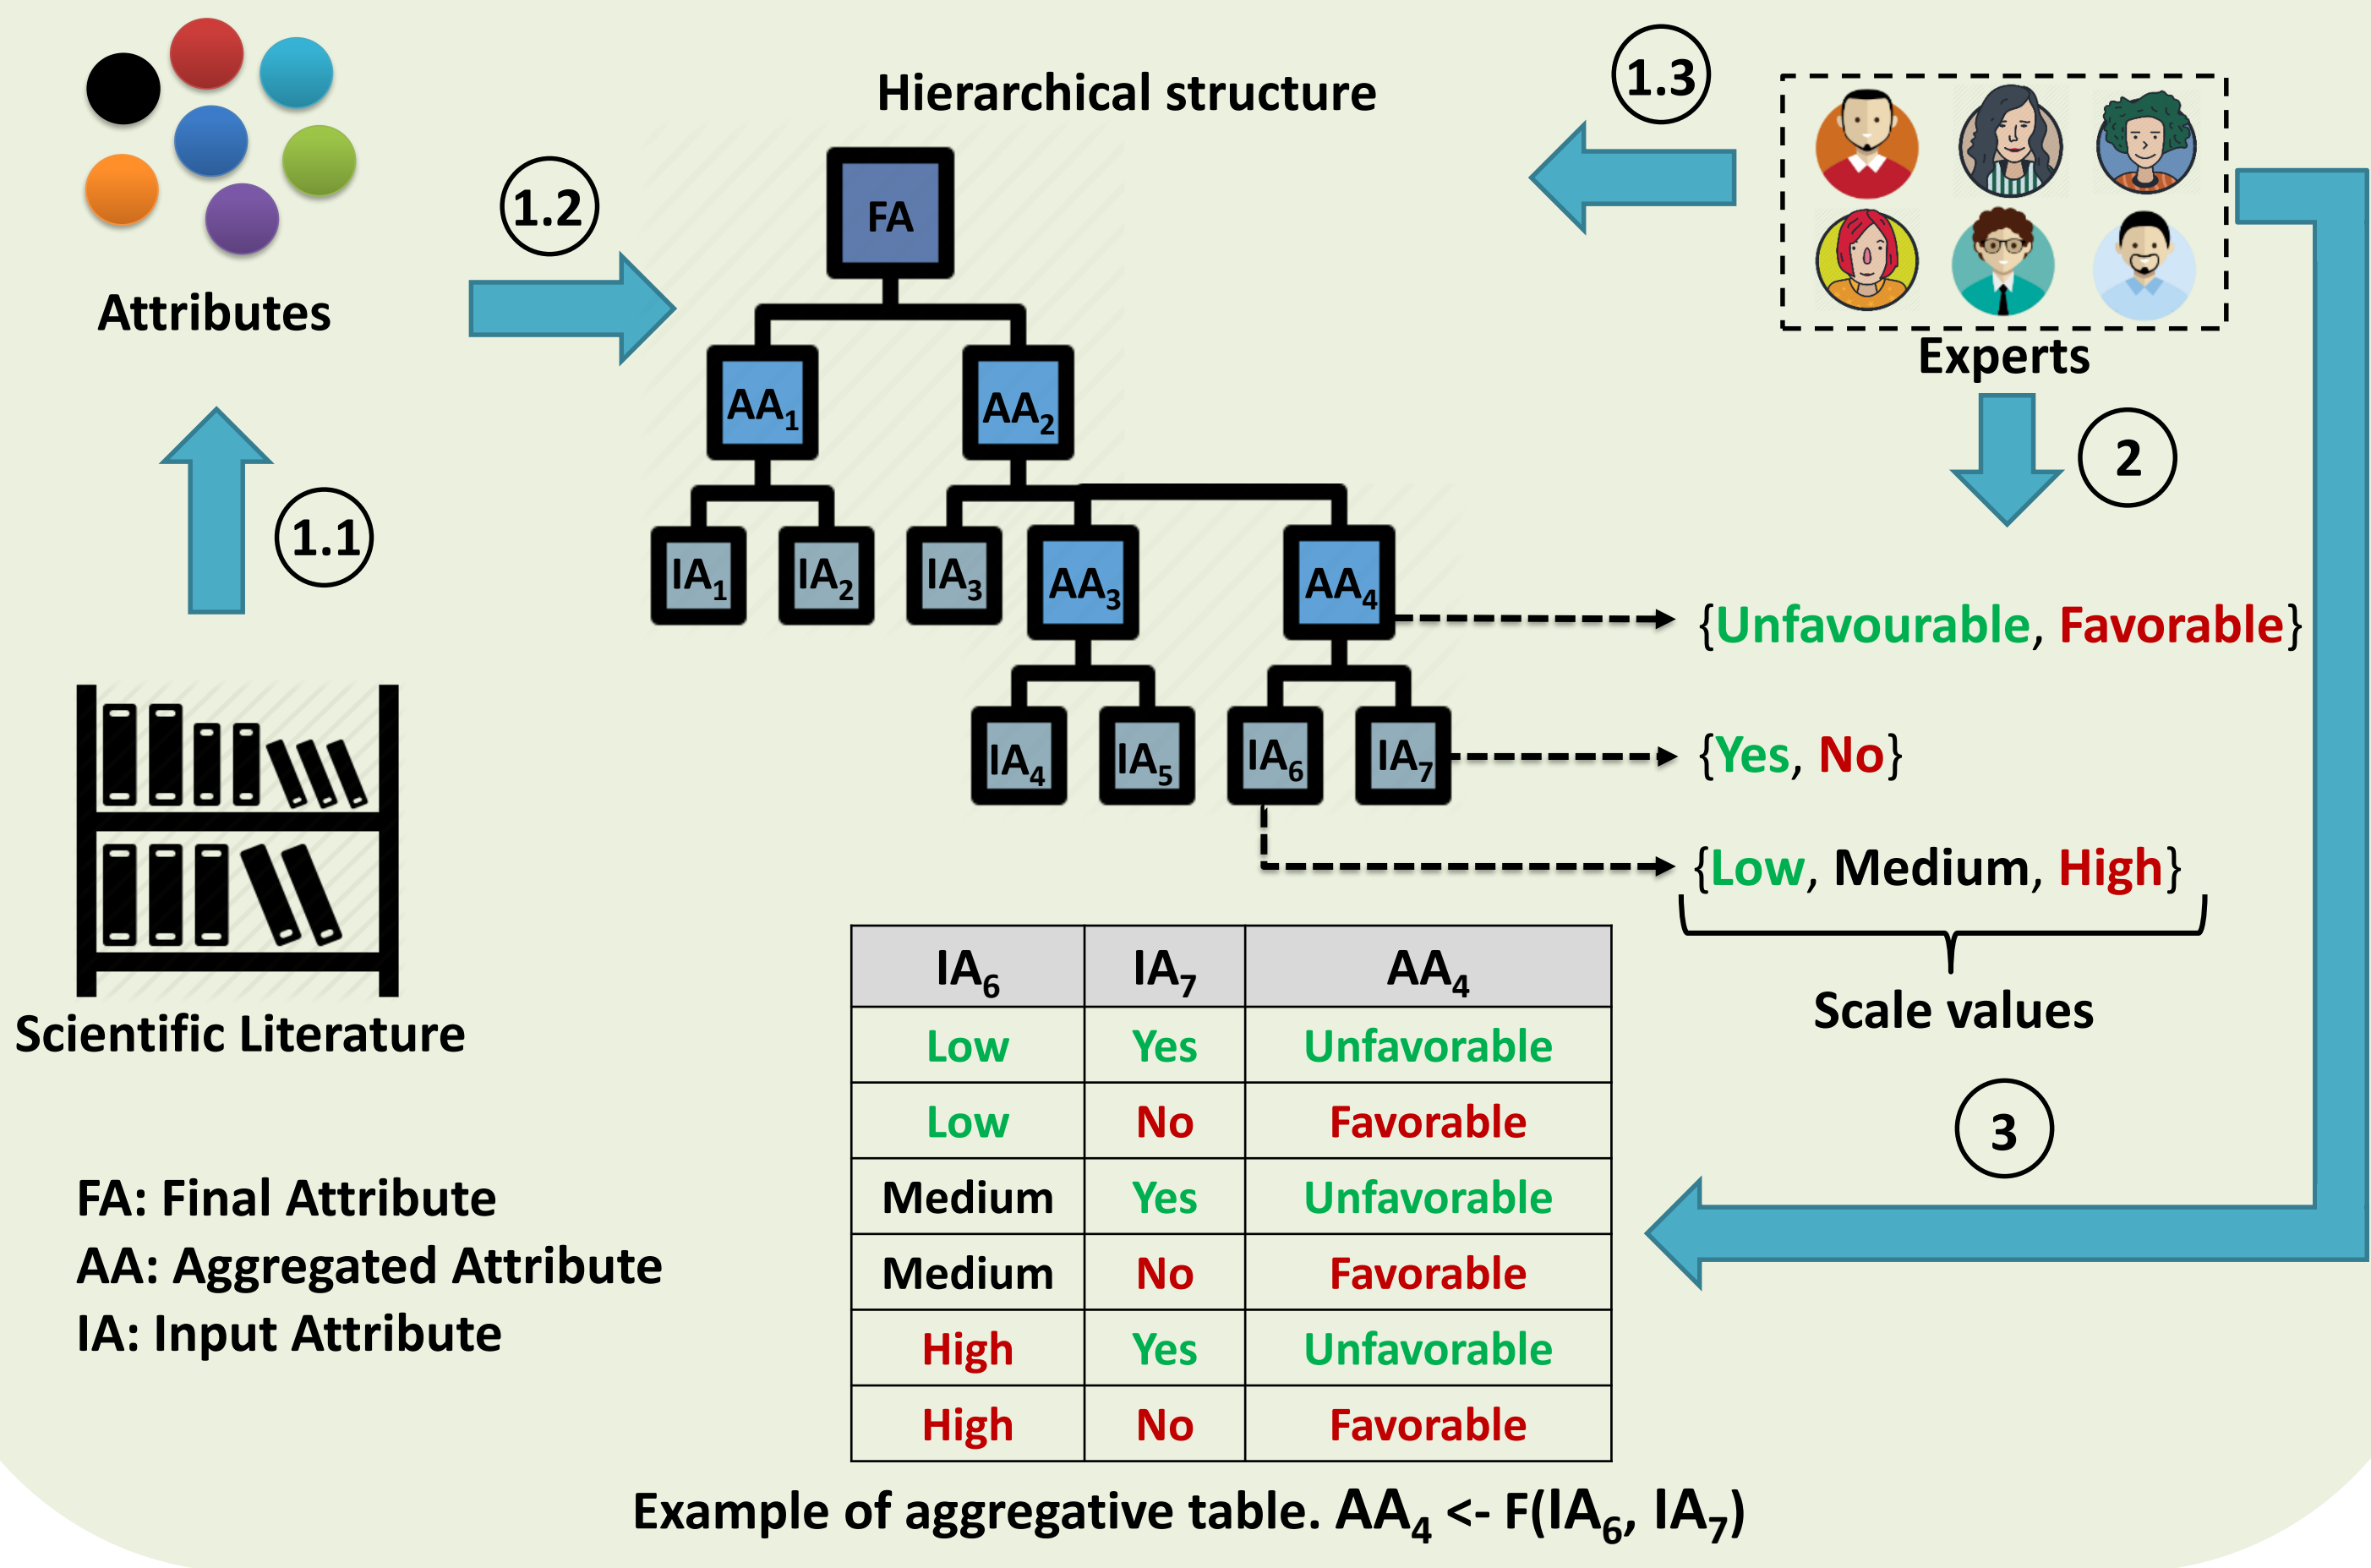 Hierarchical structure
1.3
1.2
FA
Attributes
Experts
AA1
AA2
2
1.1
IA1
IA2
IA3
AA3
AA4
{Unfavourable, Favorable}
IA4
IA5
IA6
IA7
{Yes, No}
{Low, Medium, High}
Scale values
Scientific Literature
IA6 IA7 AA4
Low Yes Unfavorable
Low No Favorable
Medium Yes Unfavorable
Medium No Favorable
High Yes Unfavorable
High No Favorable
3
FA: Final Attribute
AA: Aggregated Attribute
IA: Input Attribute
Example of aggregative table. AA4 <- F(IA6, IA7)